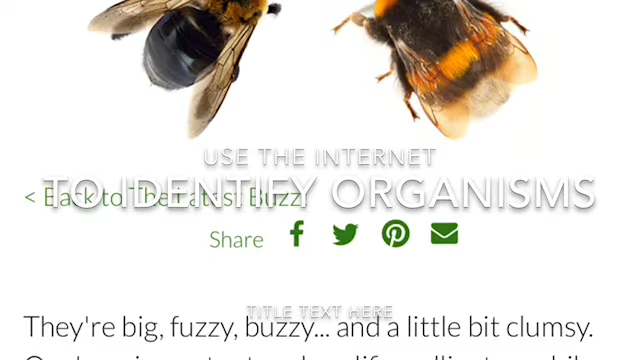 USE THE INTERNET
TO IDENTIFY ORGANISMS
< Back to The Latest Buzz
Share
TITLE TEXT HERE
They're big, fuzzy, buzzy... and a little bit clumsy.